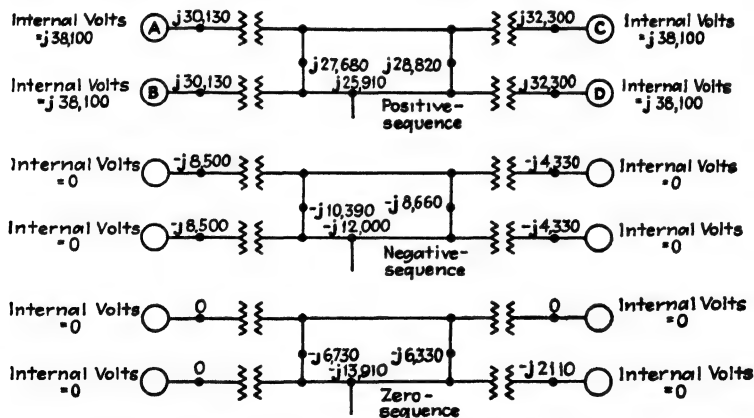 Internal Volts
=j38,100
A
j30,130
j32,300
C
Internal Volts
=j38,100
j27,680
j28,820
Internal Volts
=j38,100
B
j30,130
j25,910
j32,300
D
Internal Volts
=j38,100
Positive-
sequence
Internal Volts
=0
-j8,500
-j4,330
Internal Volts
=0
-j10,390
-j8,660
Internal Volts
=0
-j8,500
-j12,000
-j4,330
Internal Volts
=0
Negative-
sequence
Internal Volts
=0
0
0
Internal Volts
=0
-j6,730
-j6,330
Internal Volts
=0
0
-j13,910
-j2110
Internal Volts
=0
Zero-
sequence